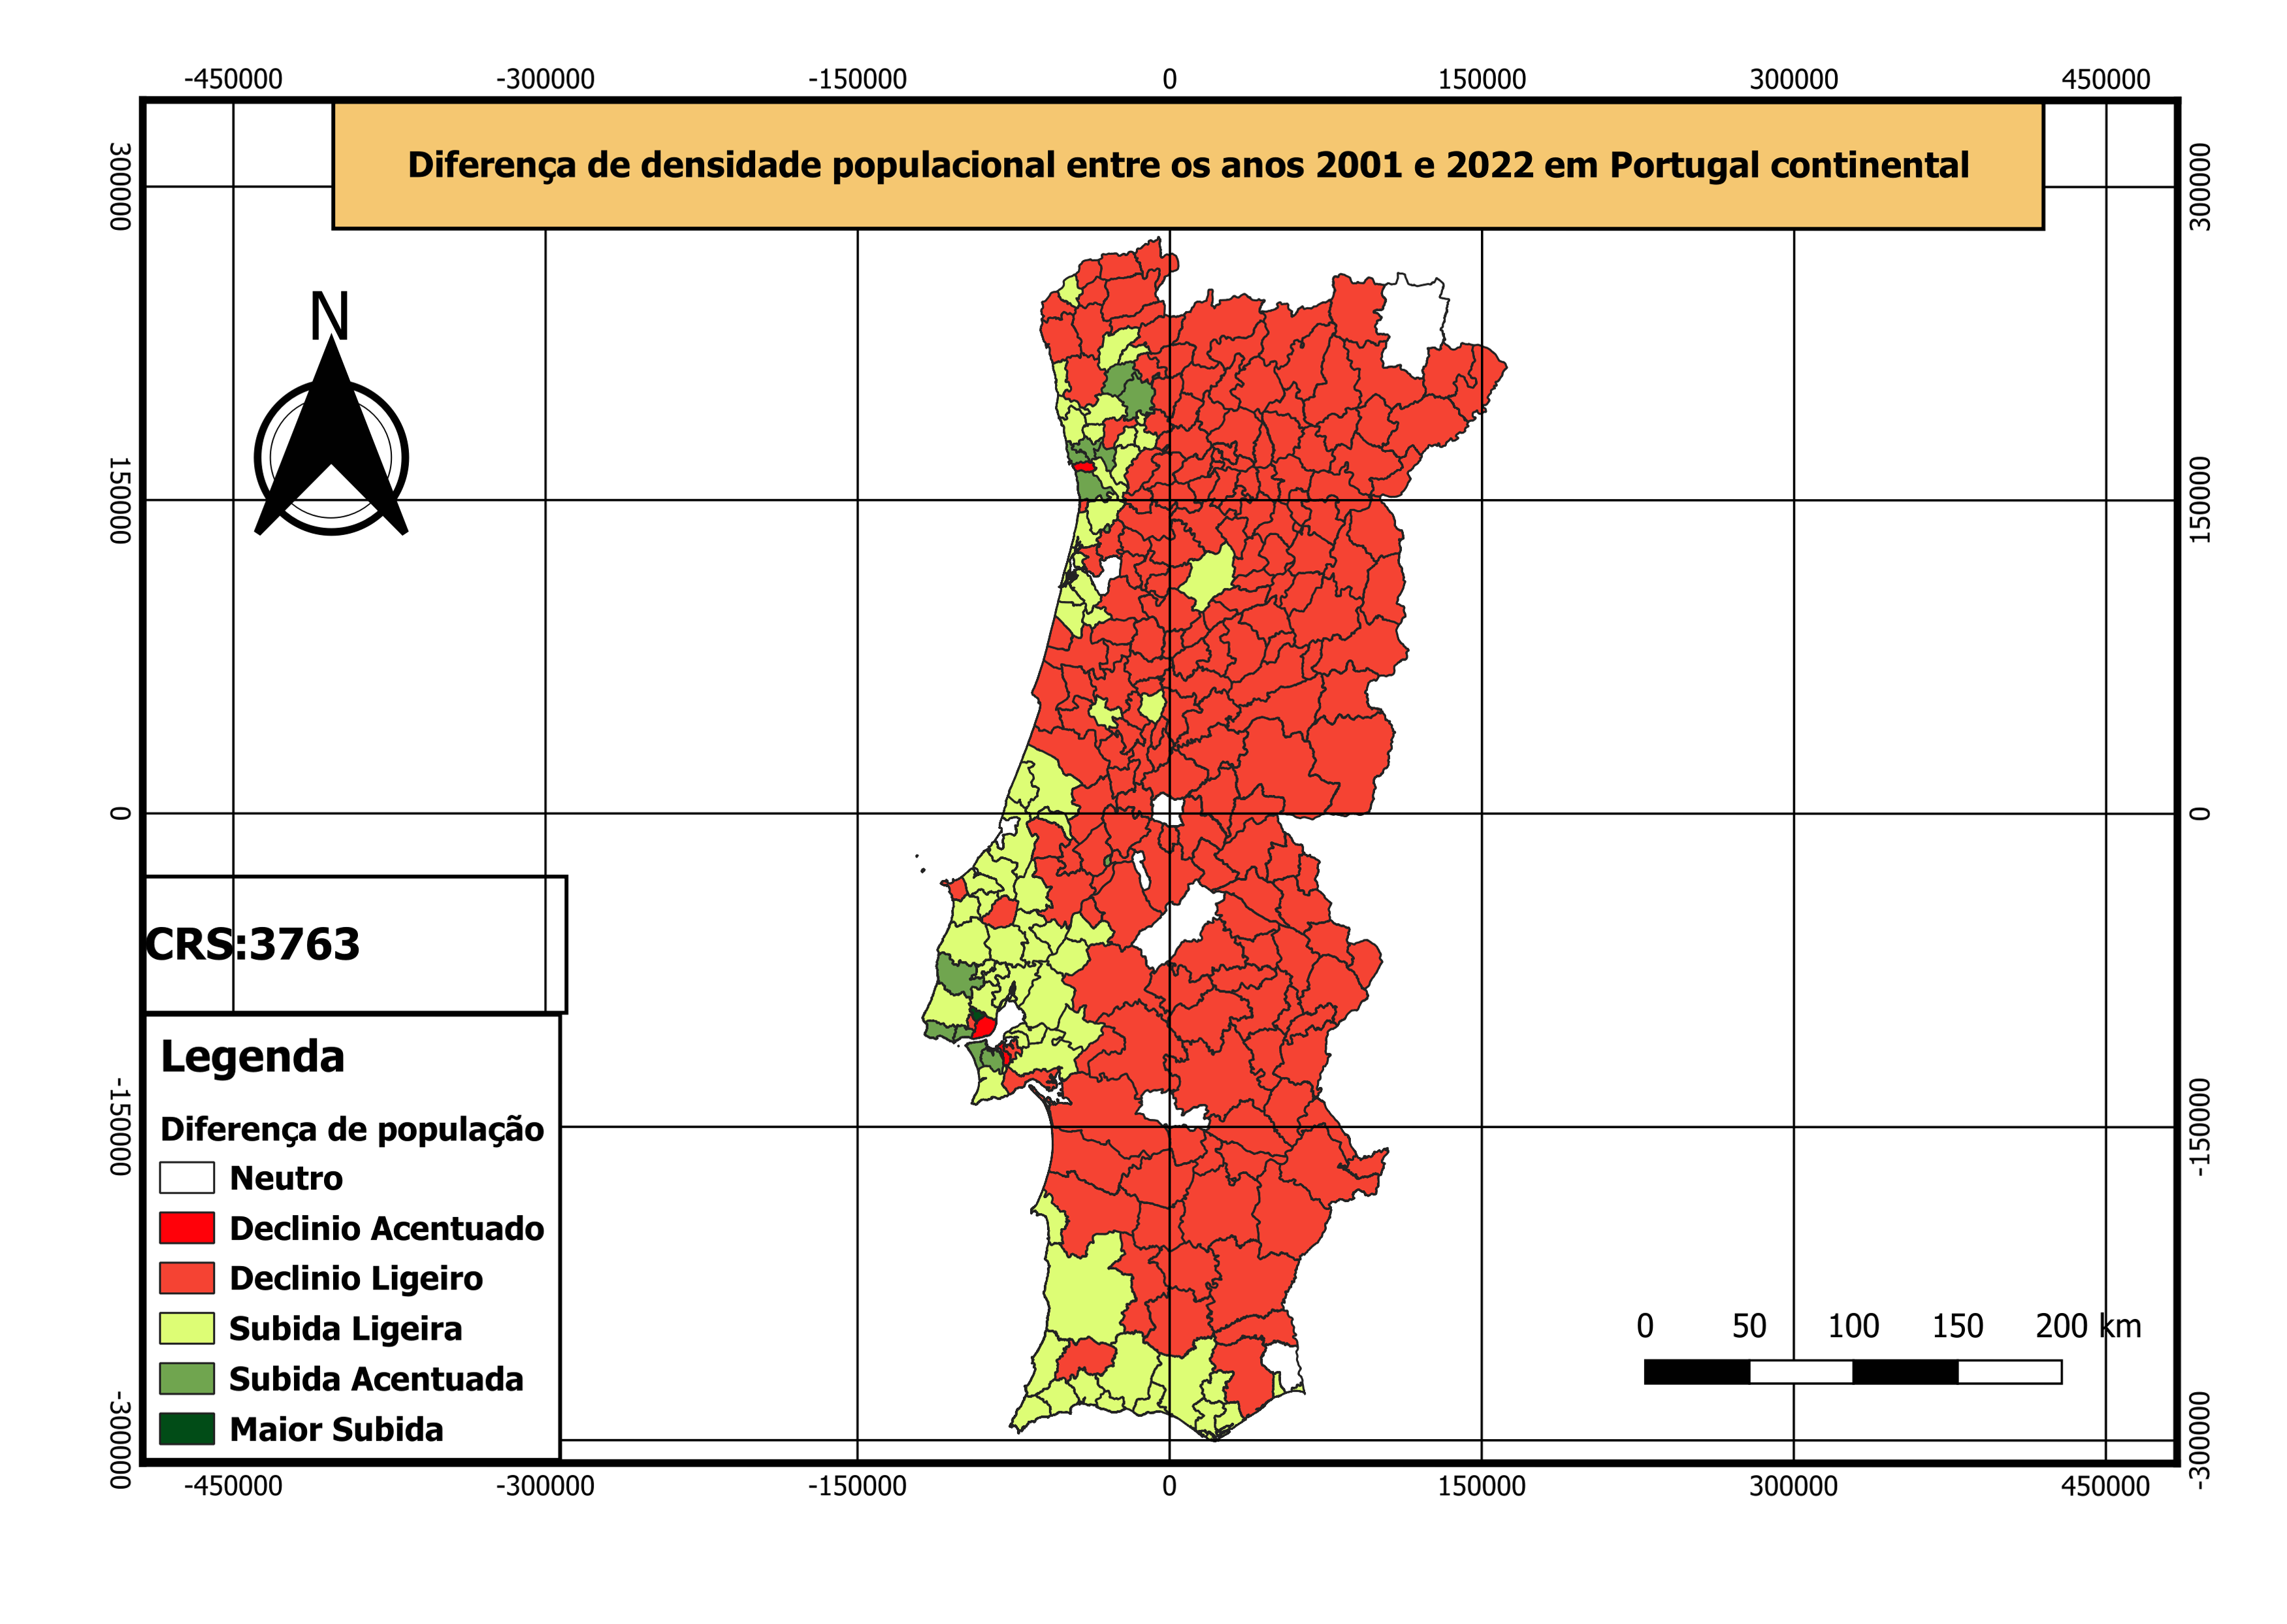 -450000 -300000 -150000 0 150000 300000 450000
Diferença de densidade populacional entre os anos 2001 e 2022 em Portugal continental
300000 300000
N
150000 150000
0 0
CRS:3763
Legenda
Diferença de população
Neutro
Declinio Acentuado
Declinio Ligeiro
Subida Ligeira
Subida Acentuada
Maior Subida
-150000 -150000
0 50 100 150 200 km
-300000 -300000
-450000 -300000 -150000 0 150000 300000 450000